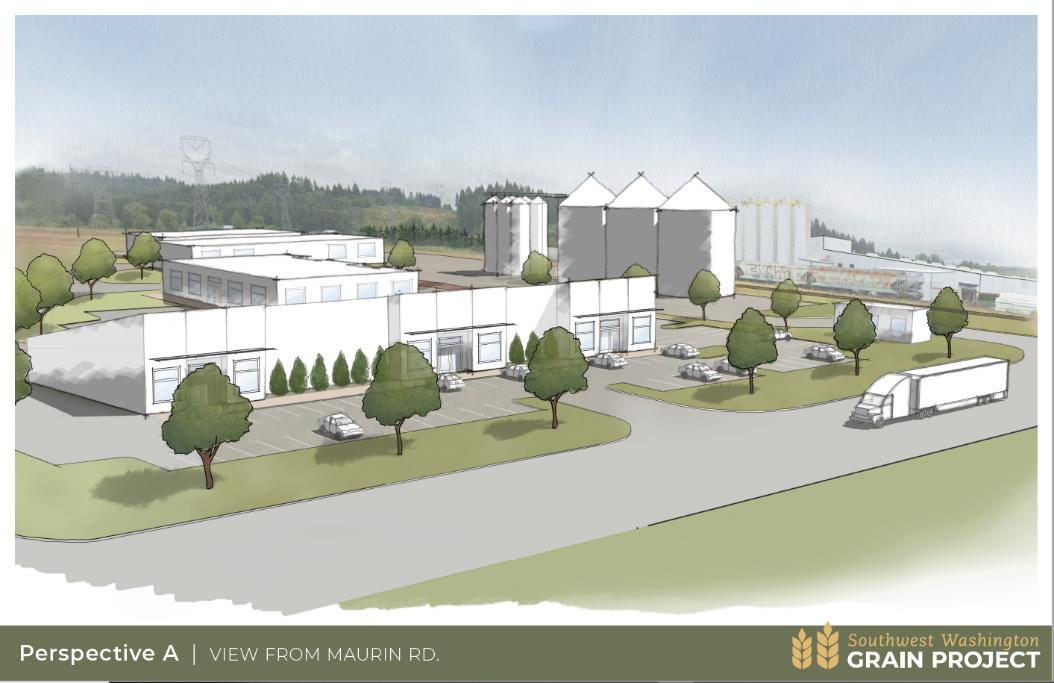 Perspective A | VIEW FROM MAURIN RD.
Southwest Washington
GRAIN PROJECT